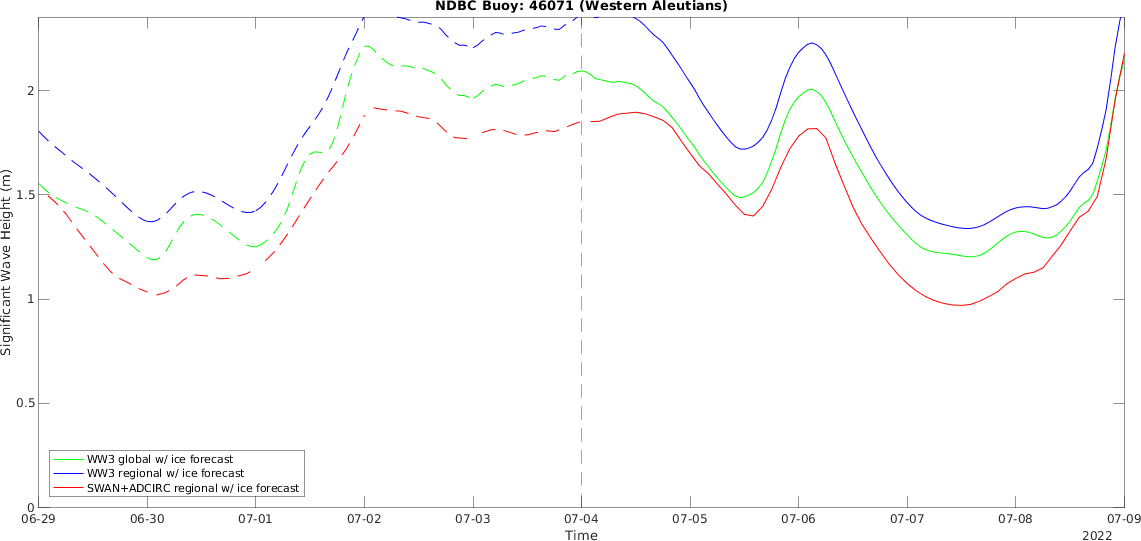 NDBC Buoy: 46071 (Western Aleutians)
Significant Wave Height (m)
2
1.5
1
0.5
0
WW3 global w/ ice forecast
WW3 regional w/ ice forecast
SWAN+ADCIRC regional w/ ice forecast
06-29 06-30 07-01 07-02 07-03 07-04 07-05 07-06 07-07 07-08 07-09
Time
2022